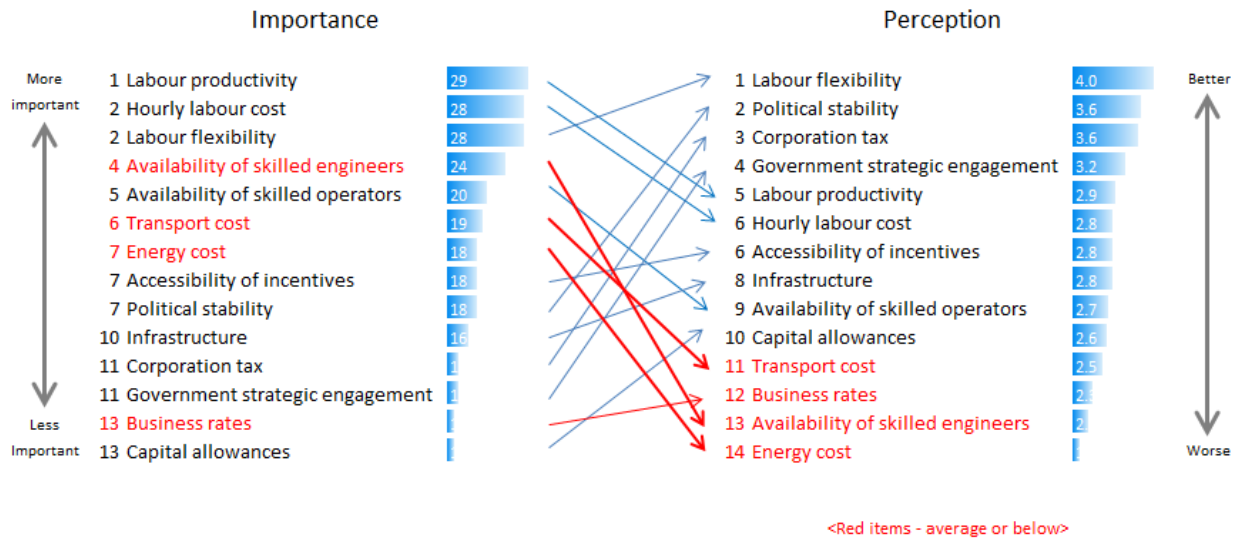 Importance
Perception
More
important
Less
Important
1 Labour productivity 29
2 Hourly labour cost 28
2 Labour flexibility 28
4 Availability of skilled engineers 24
5 Availability of skilled operators 20
6 Transport cost 19
7 Energy cost 18
7 Accessibility of incentives 18
7 Political stability 18
10 Infrastructure 16
11 Corporation tax
11 Government strategic engagement
13 Business rates
13 Capital allowances
1 Labour flexibility 4.0
2 Political stability 3.6
3 Corporation tax 3.6
4 Government strategic engagement 3.2
5 Labour productivity 2.9
6 Hourly labour cost 2.8
6 Accessibility of incentives 2.8
8 Infrastructure 2.8
9 Availability of skilled operators 2.7
10 Capital allowances 2.6
11 Transport cost 2.5
12 Business rates
13 Availability of skilled engineers
14 Energy cost
Better
Worse
<Red items - average or below>